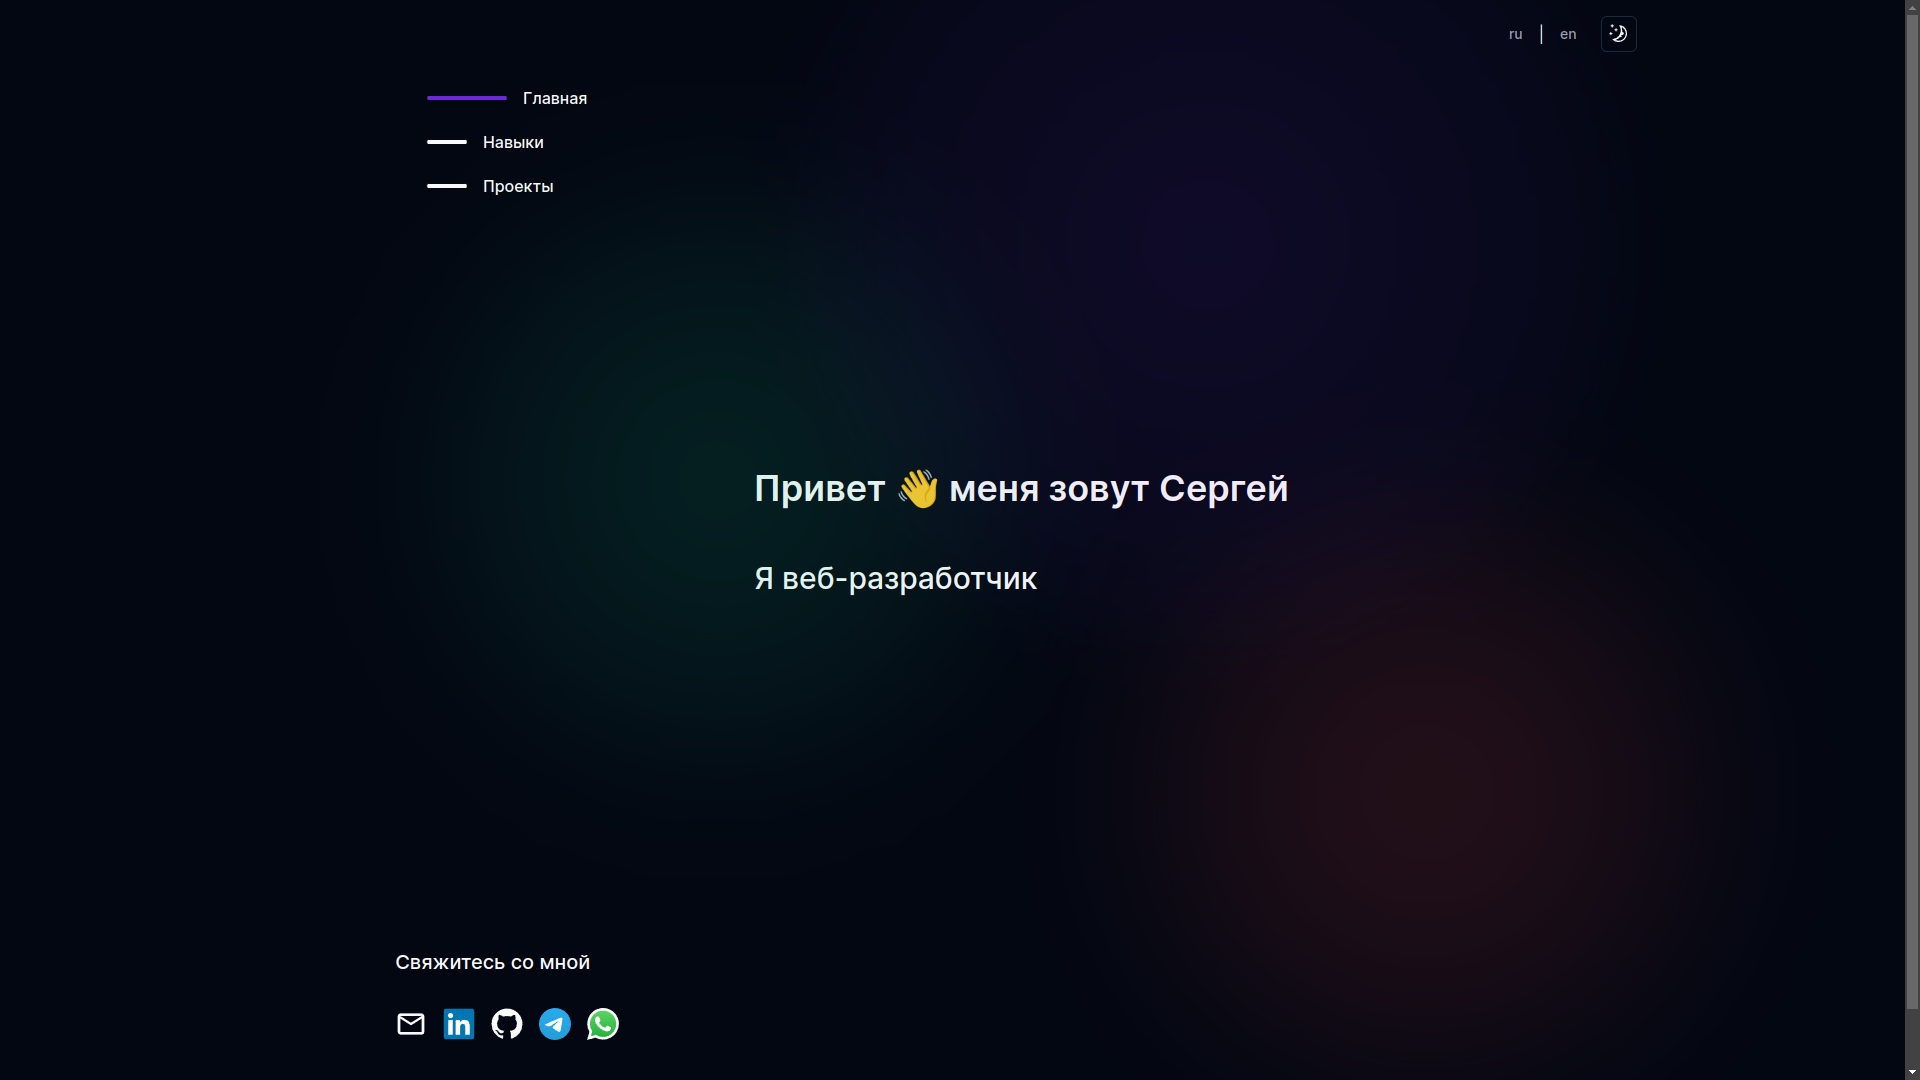 ru | en
Главная
Навыки
Проекты
Привет 👋 меня зовут Сергей
Я веб-разработчик
Свяжитесь со мной
in